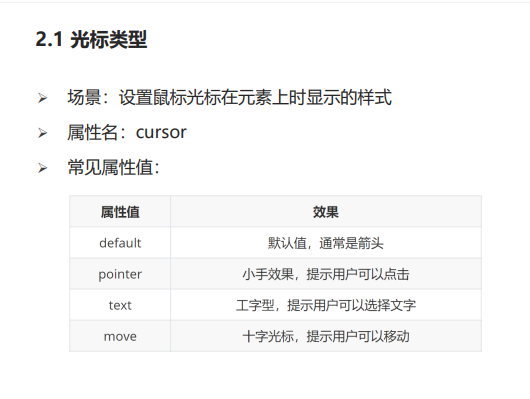 2.1 光标类型
场景：设置鼠标光标在元素上时显示的样式
属性名：cursor
常见属性值：
属性值 效果
default 默认值，通常是箭头
pointer 小手效果，提示用户可以点击
text 工字型，提示用户可以选择文字
move 十字光标，提示用户可以移动